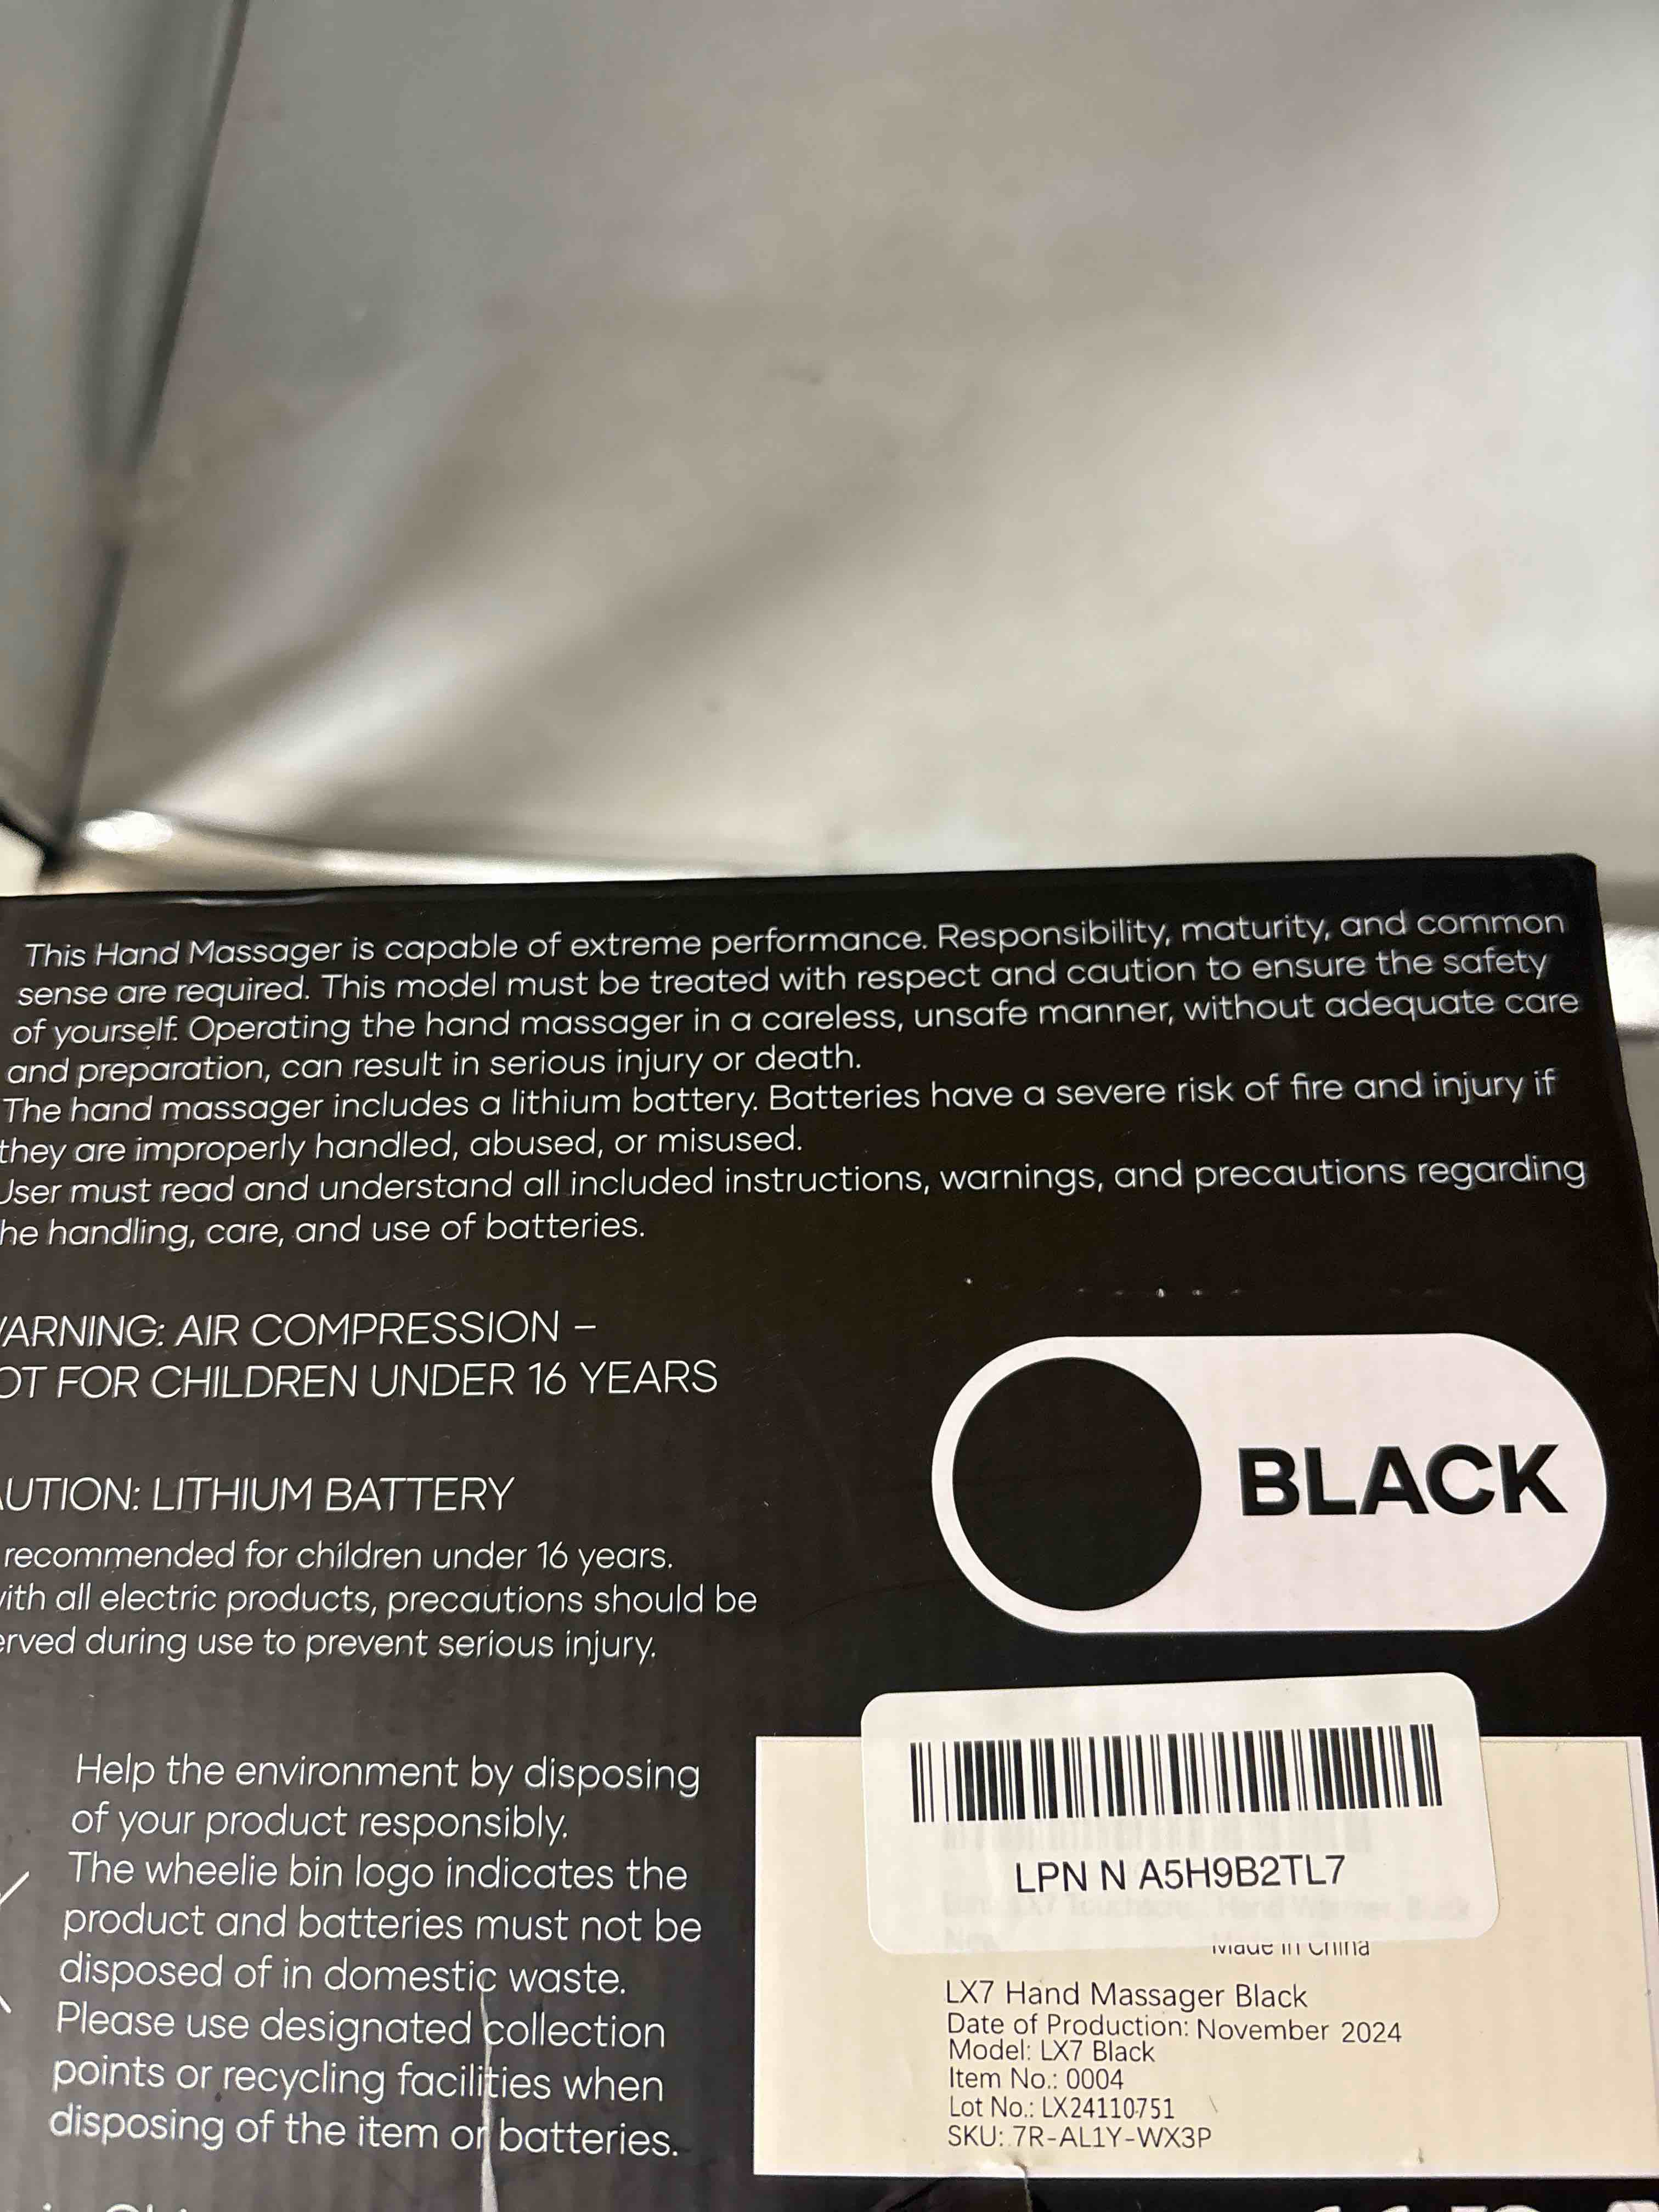 This Hand Massager is capable of extreme performance. Responsibility, maturity, and common
sense are required. This model must be treated with respect and caution to ensure the safety
of yourself. Operating the hand massager in a careless, unsafe manner, without adequate care
and preparation, can result in serious injury or death.
The hand massager includes a lithium battery. Batteries have a severe risk of fire and injury if
they are improperly handled, abused, or misused.
User must read and understand all included instructions, warnings, and precautions regarding
he handling, care, and use of batteries.
ARNING: AIR COMPRESSION –
OT FOR CHILDREN UNDER 16 YEARS
AUTION: LITHIUM BATTERY
recommended for children under 16 years.
with all electric products, precautions should be
erved during use to prevent serious injury.
BLACK
Help the environment by disposing
of your product responsibly.
The wheelie bin logo indicates the
product and batteries must not be
disposed of in domestic waste.
Please use designated collection
points or recycling facilities when
disposing of the item or batteries.
LPN N A5H9B2TL7
Made in China
LX7 Hand Massager Black
Date of Production: November 2024
Model: LX7 Black
Item No.: 0004
Lot No.: LX24110751
SKU: 7R-AL1Y-WX3P